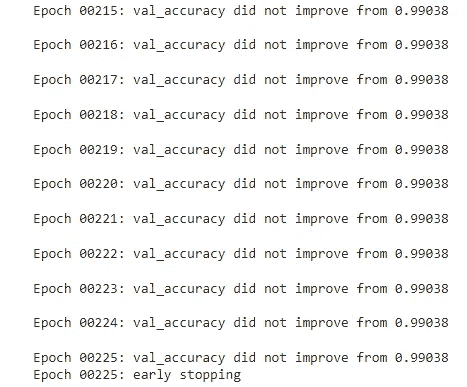 Epoch 00215: val_accuracy did not improve from 0.99038
Epoch 00216: val_accuracy did not improve from 0.99038
Epoch 00217: val_accuracy did not improve from 0.99038
Epoch 00218: val_accuracy did not improve from 0.99038
Epoch 00219: val_accuracy did not improve from 0.99038
Epoch 00220: val_accuracy did not improve from 0.99038
Epoch 00221: val_accuracy did not improve from 0.99038
Epoch 00222: val_accuracy did not improve from 0.99038
Epoch 00223: val_accuracy did not improve from 0.99038
Epoch 00224: val_accuracy did not improve from 0.99038
Epoch 00225: val_accuracy did not improve from 0.99038
Epoch 00225: early stopping